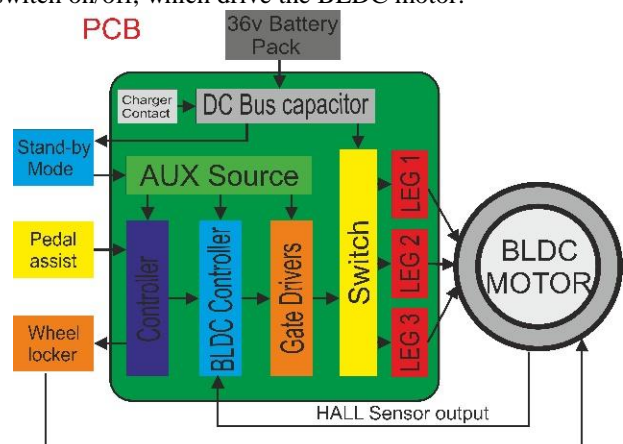 switch on/off, which drive the BLDC motor.
PCB
36v Battery
Pack
Charger
Contact
DC Bus capacitor
Stand-by
Mode
AUX Source
LEG 1
Pedal
assist
Controller
BLDC Controller
Gate Drivers
Switch
LEG 2
BLDC
MOTOR
Wheel
locker
LEG 3
HALL Sensor output